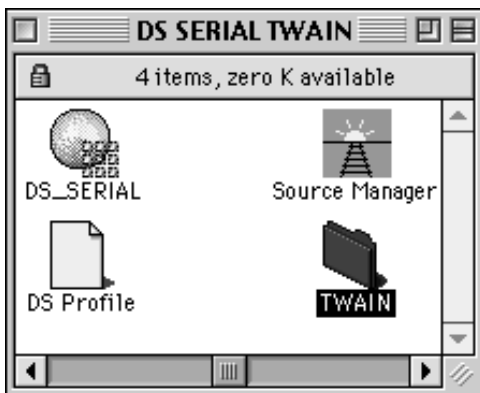 DS SERIAL TWAIN
4 items, zero K available
DS_SERIAL
Source Manager
DS Profile
TWAIN